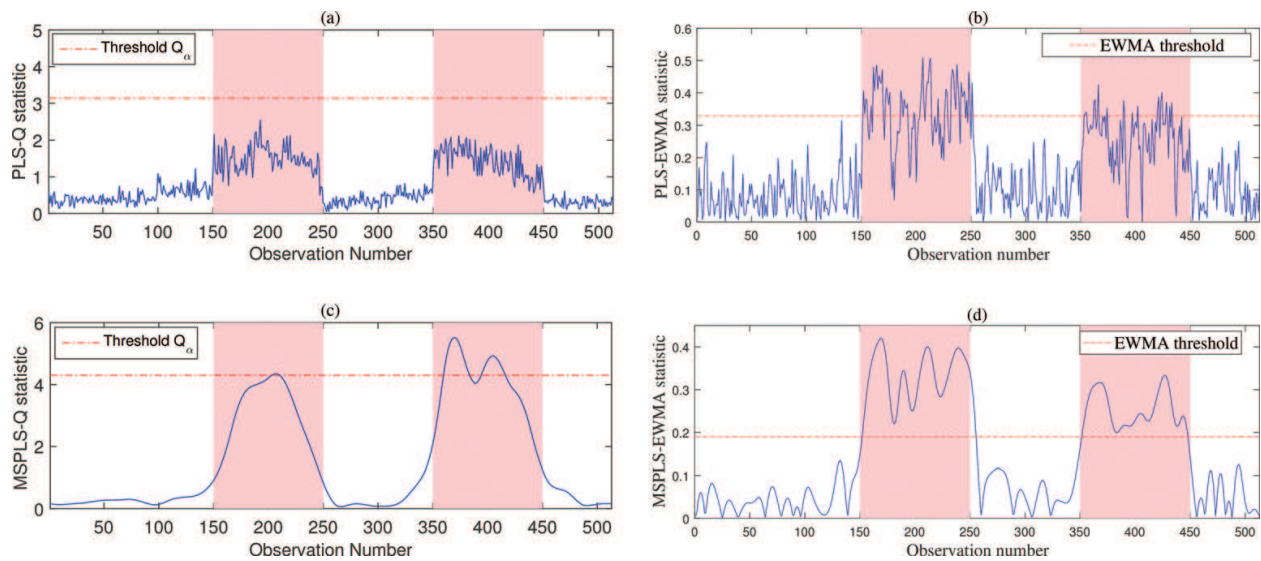 (a)
5
4
3
2
1
0
PLS-Q statistic
Threshold Qα
50 100 150 200 250 300 350 400 450 500
Observation Number
(b)
0.6
0.5
0.4
0.3
0.2
0.1
0
PLS-EWMA statistic
EWMA threshold
0 50 100 150 200 250 300 350 400 450 500
Observation number
(c)
6
4
2
0
MSPLS-Q statistic
Threshold Qα
50 100 150 200 250 300 350 400 450 500
Observation Number
(d)
0.4
0.3
0.2
0.1
0
MSPLS-EWMA statistic
EWMA threshold
0 50 100 150 200 250 300 350 400 450 500
Observation number